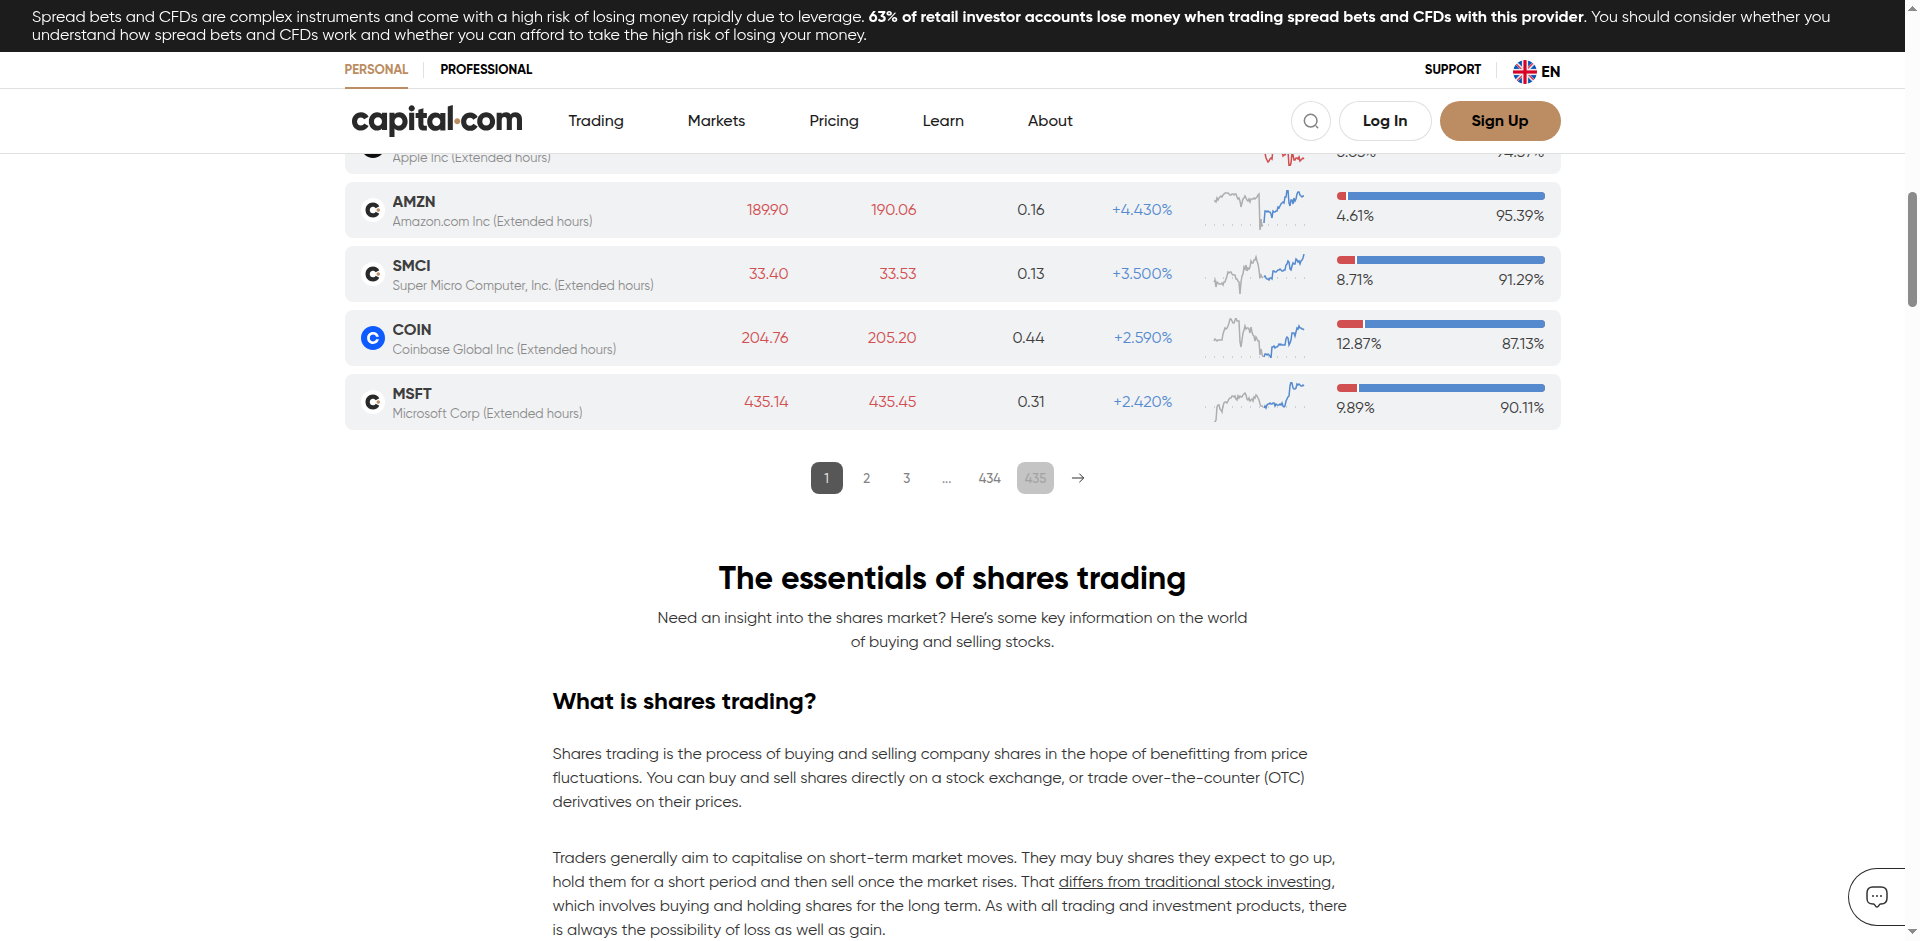 Spread bets and CFDs are complex instruments and come with a high risk of losing money rapidly due to leverage. 63% of retail investor accounts lose money when trading spread bets and CFDs with this provider. You should consider whether you
understand how spread bets and CFDs work and whether you can afford to take the high risk of losing your money.
PERSONAL PROFESSIONAL SUPPORT EN
capital.com Trading Markets Pricing Learn About Log In Sign Up
Apple Inc (Extended hours)
AMZN
Amazon.com Inc (Extended hours)
189.90 190.06 0.16 +4.430%
4.61% 95.39%
SMCI
Super Micro Computer, Inc. (Extended hours)
33.40 33.53 0.13 +3.500%
8.71% 91.29%
COIN
Coinbase Global Inc (Extended hours)
204.76 205.20 0.44 +2.590%
12.87% 87.13%
MSFT
Microsoft Corp (Extended hours)
435.14 435.45 0.31 +2.420%
9.89% 90.11%
1 2 3 ... 434 435
The essentials of shares trading
Need an insight into the shares market? Here’s some key information on the world
of buying and selling stocks.
What is shares trading?
Shares trading is the process of buying and selling company shares in the hope of benefitting from price
fluctuations. You can buy and sell shares directly on a stock exchange, or trade over-the-counter (OTC)
derivatives on their prices.
Traders generally aim to capitalise on short-term market moves. They may buy shares they expect to go up,
hold them for a short period and then sell once the market rises. That differs from traditional stock investing,
which involves buying and holding shares for the long term. As with all trading and investment products, there
is always the possibility of loss as well as gain.